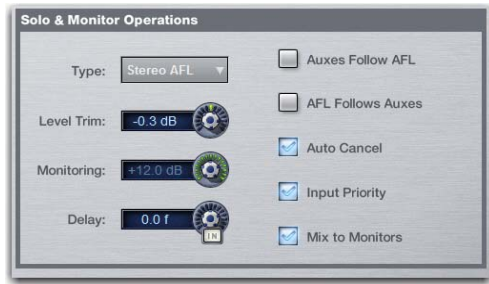 Solo & Monitor Operations
Type: Stereo AFL
Level Trim: -0.3 dB
Monitoring: +12.0 dB
Delay: 0.0 f
IN
Auxes Follow AFL
AFL Follows Auxes
Auto Cancel
Input Priority
Mix to Monitors